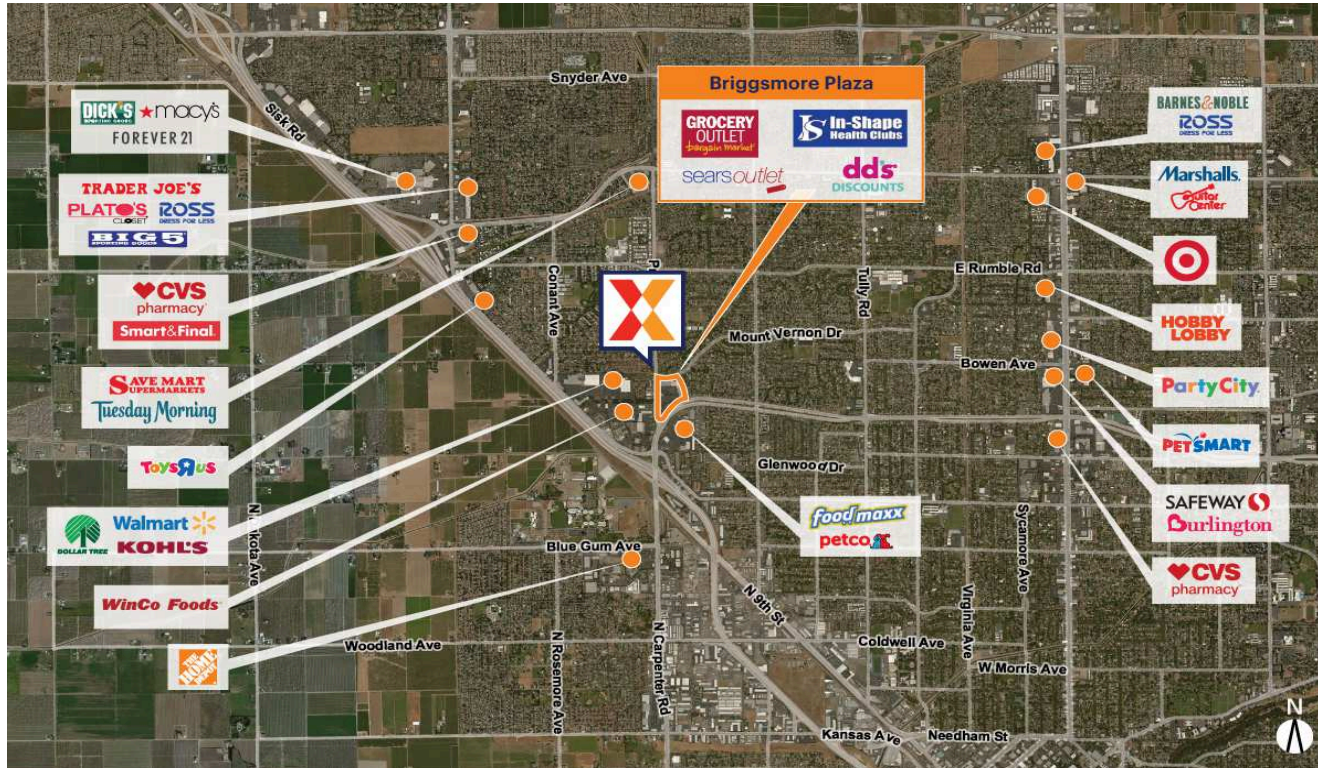 Snyder Ave
Briggsmore Plaza
GROCERY
OUTLET
bargain market
In-Shape
Health Clubs
sears outlet
dd's
DISCOUNTS
DICK'S
SPORTING GOODS
macy's
FOREVER 21
Sisk Rd
TRADER JOE'S
PLATO'S
CLOSET
ROSS
DRESS FOR LESS
BIG 5
SPORTING GOODS
CVS
pharmacy
Smart&Final.
SAVE MART
SUPERMARKETS
Tuesday Morning
ToysRus
DOLLAR TREE
Walmart
KOHL'S
WinCo Foods
THE
HOME
DEPOT
BARNES&NOBLE
ROSS
DRESS FOR LESS
Marshalls.
Guitar
Center
E Rumble Rd
HOBBY
LOBBY
Party City
PETSMART
SAFEWAY
Burlington
CVS
pharmacy
food maxx
petco
Conant Ave
Tully Rd
Mount Vernon Dr
Bowen Ave
Glenwood Dr
N Dakota Ave
Blue Gum Ave
Sycamore Ave
N 9th St
Virginia Ave
Woodland Ave
N Rosemore Ave
N Carpenter Rd
Coldwell Ave
W Morris Ave
Kansas Ave
Needham St
N